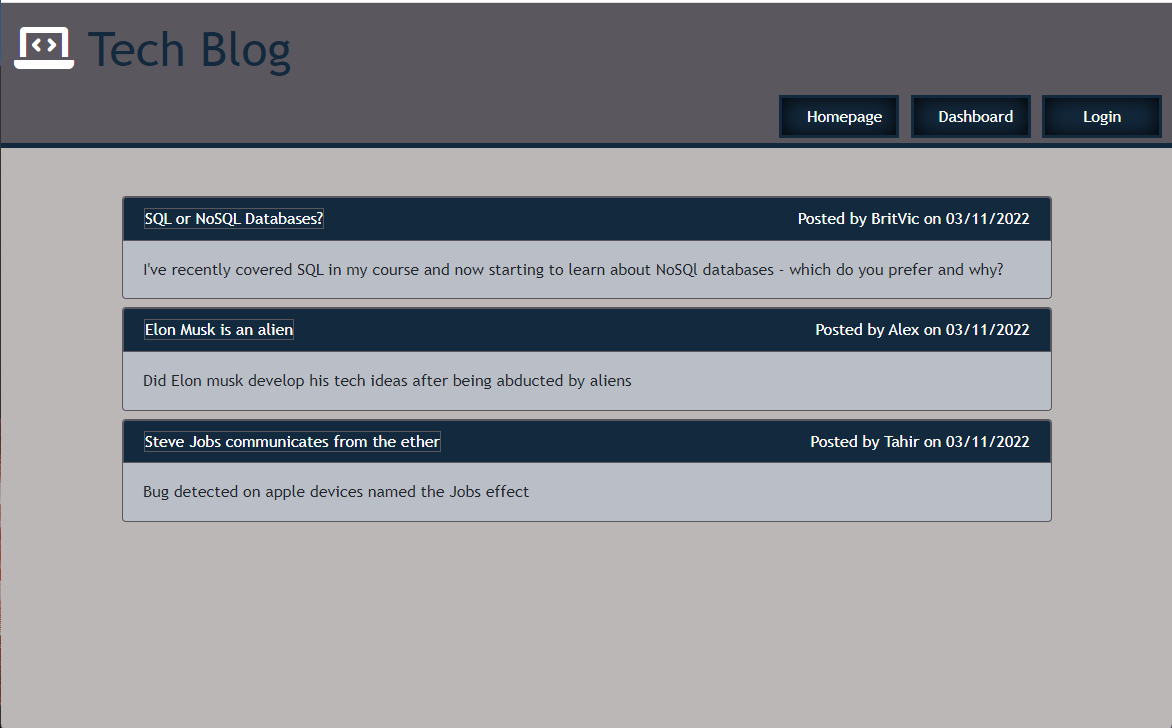 Tech Blog
Homepage Dashboard Login
SQL or NoSQL Databases? Posted by BritVic on 03/11/2022
I've recently covered SQL in my course and now starting to learn about NoSQl databases - which do you prefer and why?
Elon Musk is an alien Posted by Alex on 03/11/2022
Did Elon musk develop his tech ideas after being abducted by aliens
Steve Jobs communicates from the ether Posted by Tahir on 03/11/2022
Bug detected on apple devices named the Jobs effect